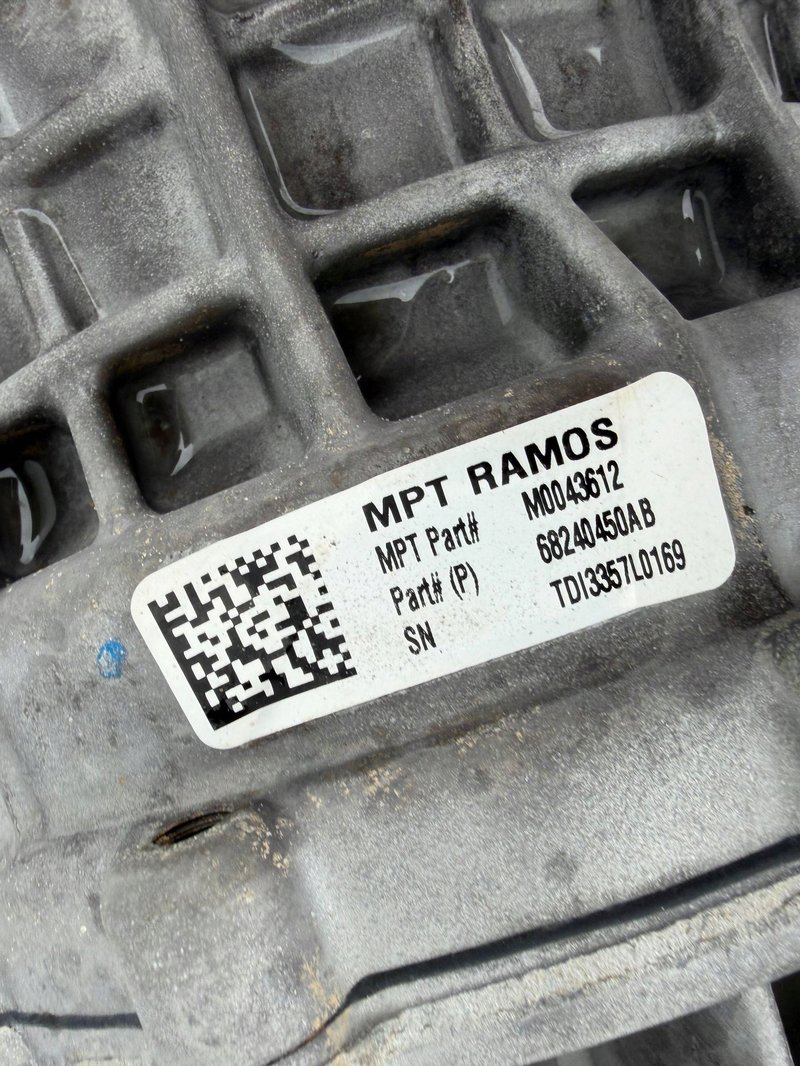 MPT RAMOS
MPT Part# M0043612
Part# (P) 68240450AB
SN TDI3357L0169